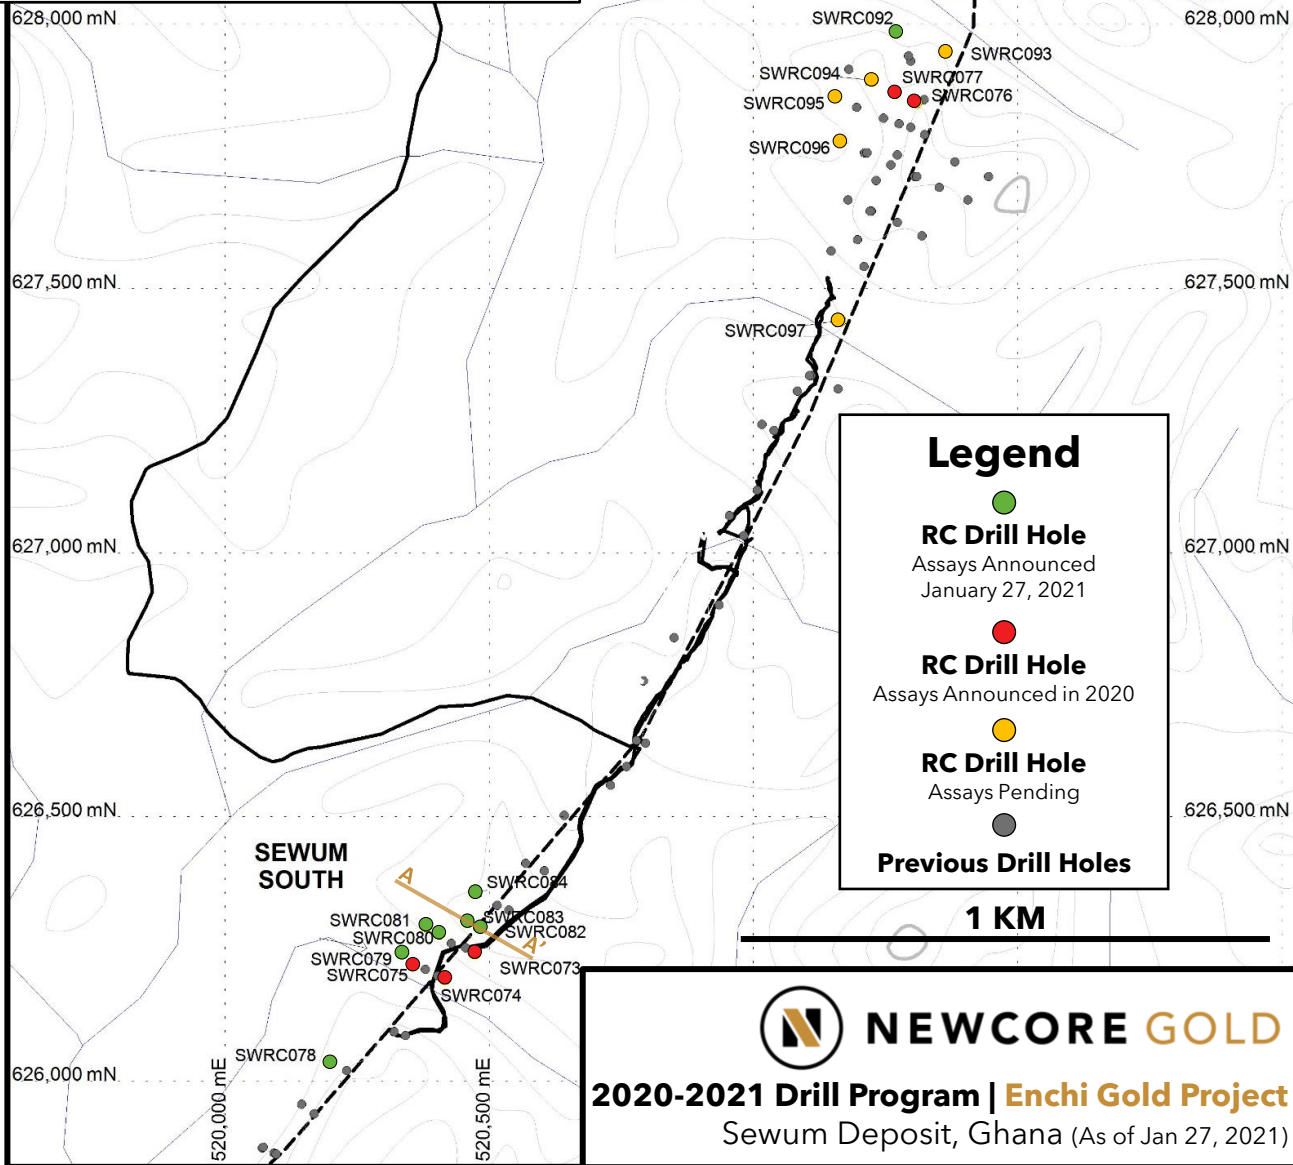 628,000 mN
628,000 mN
SWRC092
SWRC093
SWRC094
SWRC077
SWRC095
SWRC076
SWRC096
627,500 mN
627,500 mN
SWRC097
Legend
RC Drill Hole
Assays Announced
January 27, 2021
RC Drill Hole
Assays Announced in 2020
RC Drill Hole
Assays Pending
Previous Drill Holes
627,000 mN
627,000 mN
626,500 mN
626,500 mN
1 KM
SEWUM
SOUTH
A
SWRC084
SWRC081
SWRC083
SWRC080
SWRC082
A'
SWRC079
SWRC075
SWRC073
SWRC074
SWRC078
626,000 mN
520,000 mE
520,500 mE
N NEWCORE GOLD
2020-2021 Drill Program | Enchi Gold Project
Sewum Deposit, Ghana (As of Jan 27, 2021)